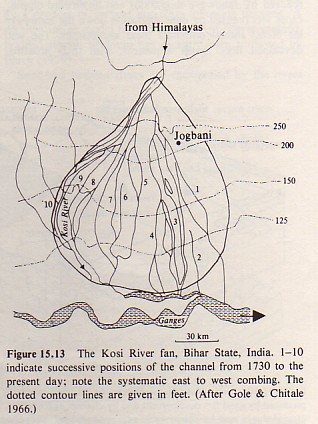 from Himalayas
250
Jogbani
200
150
9
8
1
5
7
6
10
Kosi River
3
125
4
2
Ganges
30 km
Figure 15.13 The Kosi River fan, Bihar State, India. 1–10
indicate successive positions of the channel from 1730 to the
present day; note the systematic east to west combing. The
dotted contour lines are given in feet. (After Gole & Chitale
1966.)